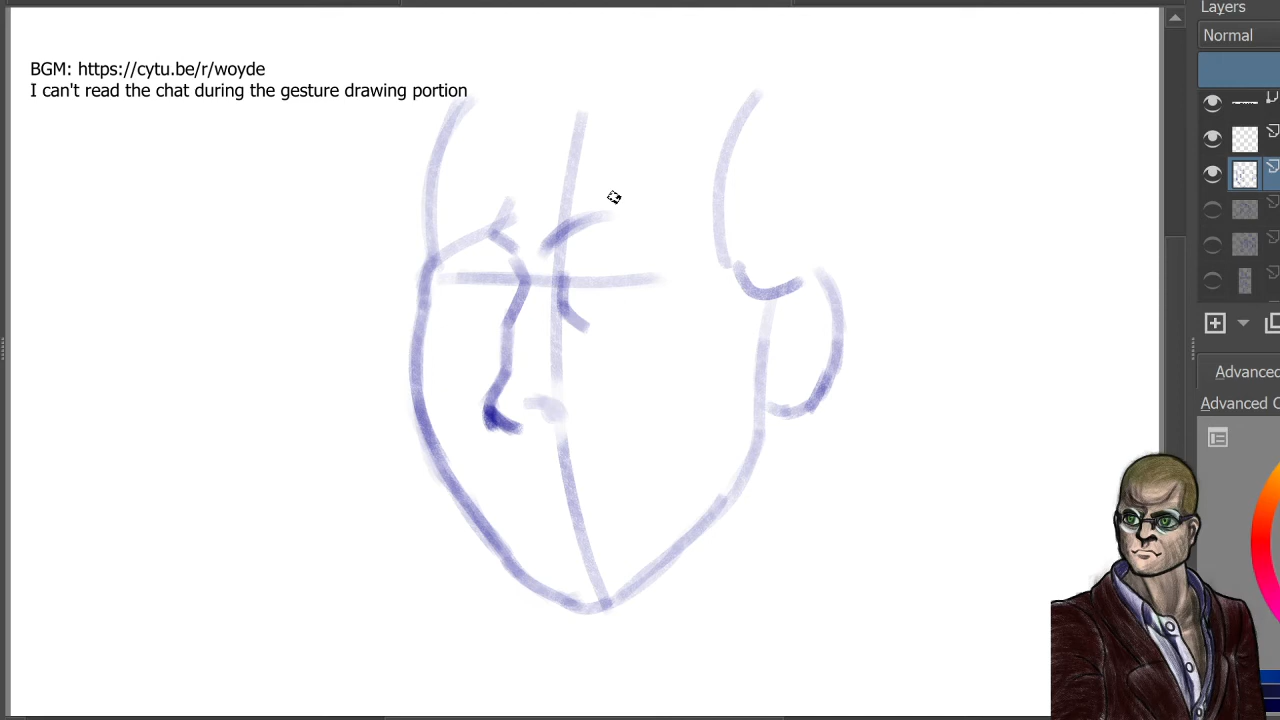 BGM: https://cytu.be/r/woyde
I can't read the chat during the gesture drawing portion
Layers
Normal
Advanced
Advanced C